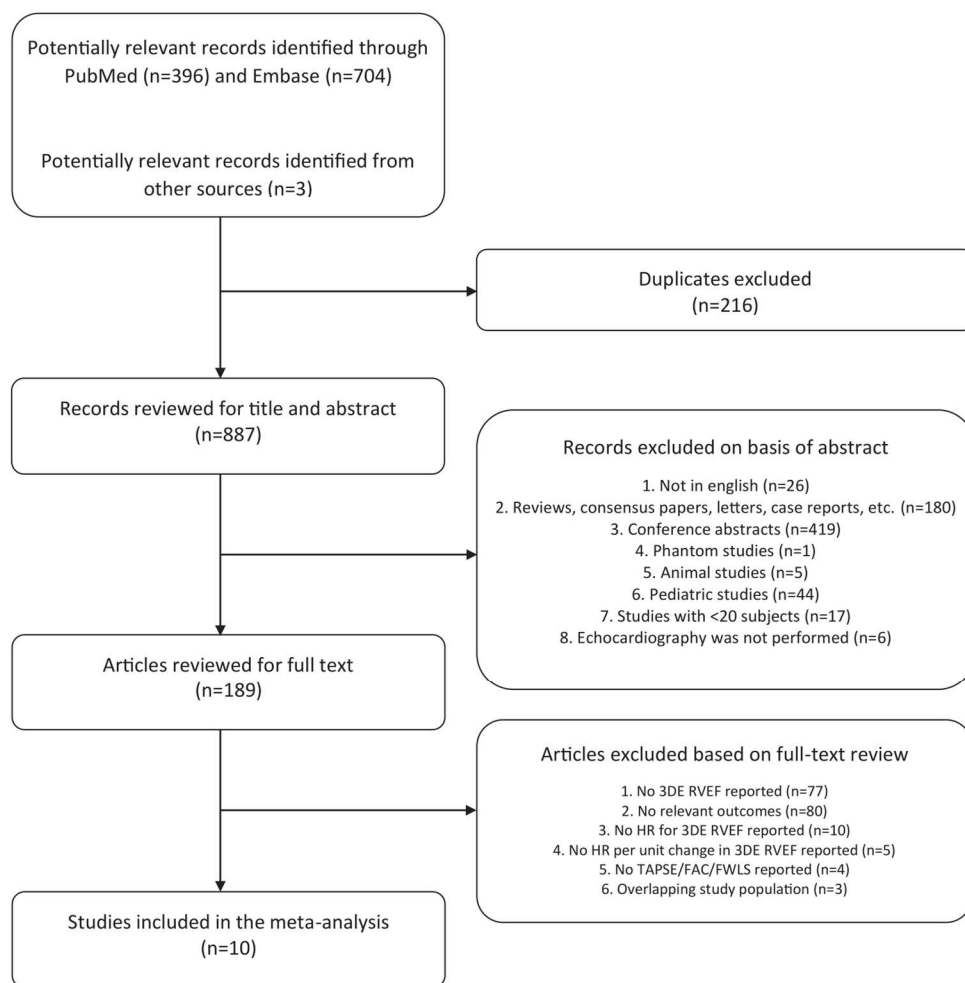 Potentially relevant records identified through
PubMed (n=396) and Embase (n=704)
Potentially relevant records identified from
other sources (n=3)
Duplicates excluded
(n=216)
Records reviewed for title and abstract
(n=887)
Records excluded on basis of abstract
1. Not in english (n=26)
2. Reviews, consensus papers, letters, case reports, etc. (n=180)
3. Conference abstracts (n=419)
4. Phantom studies (n=1)
5. Animal studies (n=5)
6. Pediatric studies (n=44)
7. Studies with <20 subjects (n=17)
8. Echocardiography was not performed (n=6)
Articles reviewed for full text
(n=189)
Articles excluded based on full-text review
1. No 3DE RVEF reported (n=77)
2. No relevant outcomes (n=80)
3. No HR for 3DE RVEF reported (n=10)
4. No HR per unit change in 3DE RVEF reported (n=5)
5. No TAPSE/FAC/FWLS reported (n=4)
6. Overlapping study population (n=3)
Studies included in the meta-analysis
(n=10)